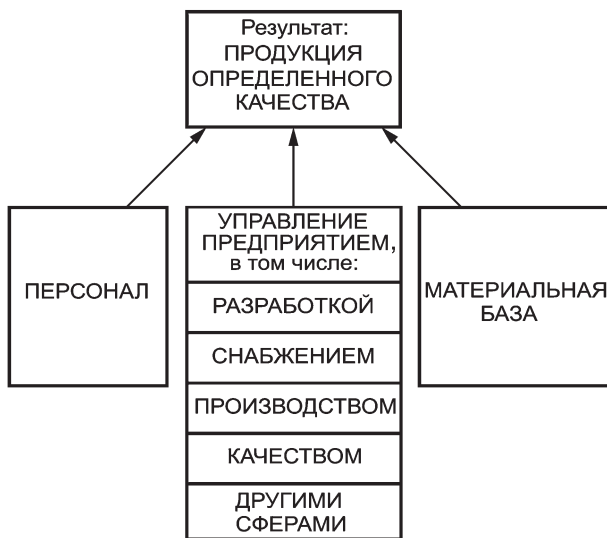 Результат:
ПРОДУКЦИЯ
ОПРЕДЕЛЕННОГО
КАЧЕСТВА
ПЕРСОНАЛ
УПРАВЛЕНИЕ
ПРЕДПРИЯТИЕМ,
в том числе:
РАЗРАБОТКОЙ
СНАБЖЕНИЕМ
ПРОИЗВОДСТВОМ
КАЧЕСТВОМ
ДРУГИМИ
СФЕРАМИ
МАТЕРИАЛЬНАЯ
БАЗА